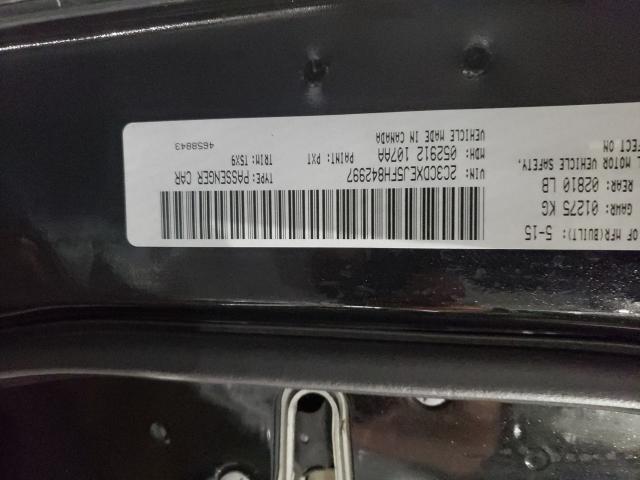 OF MFR(BUILT): 5-15
GAWR: 01275 KG
REAR: 02810 LB
L MOTOR VEHICLE SAFETY,
FFECT ON
VIN: 2C3CDXEJ5FH842997
TYPE: PASSENGER CAR
MDH: 052912 107AA
PAINT: PXT
TRIM: TSX9
VEHICLE MADE IN CANADA
4658843